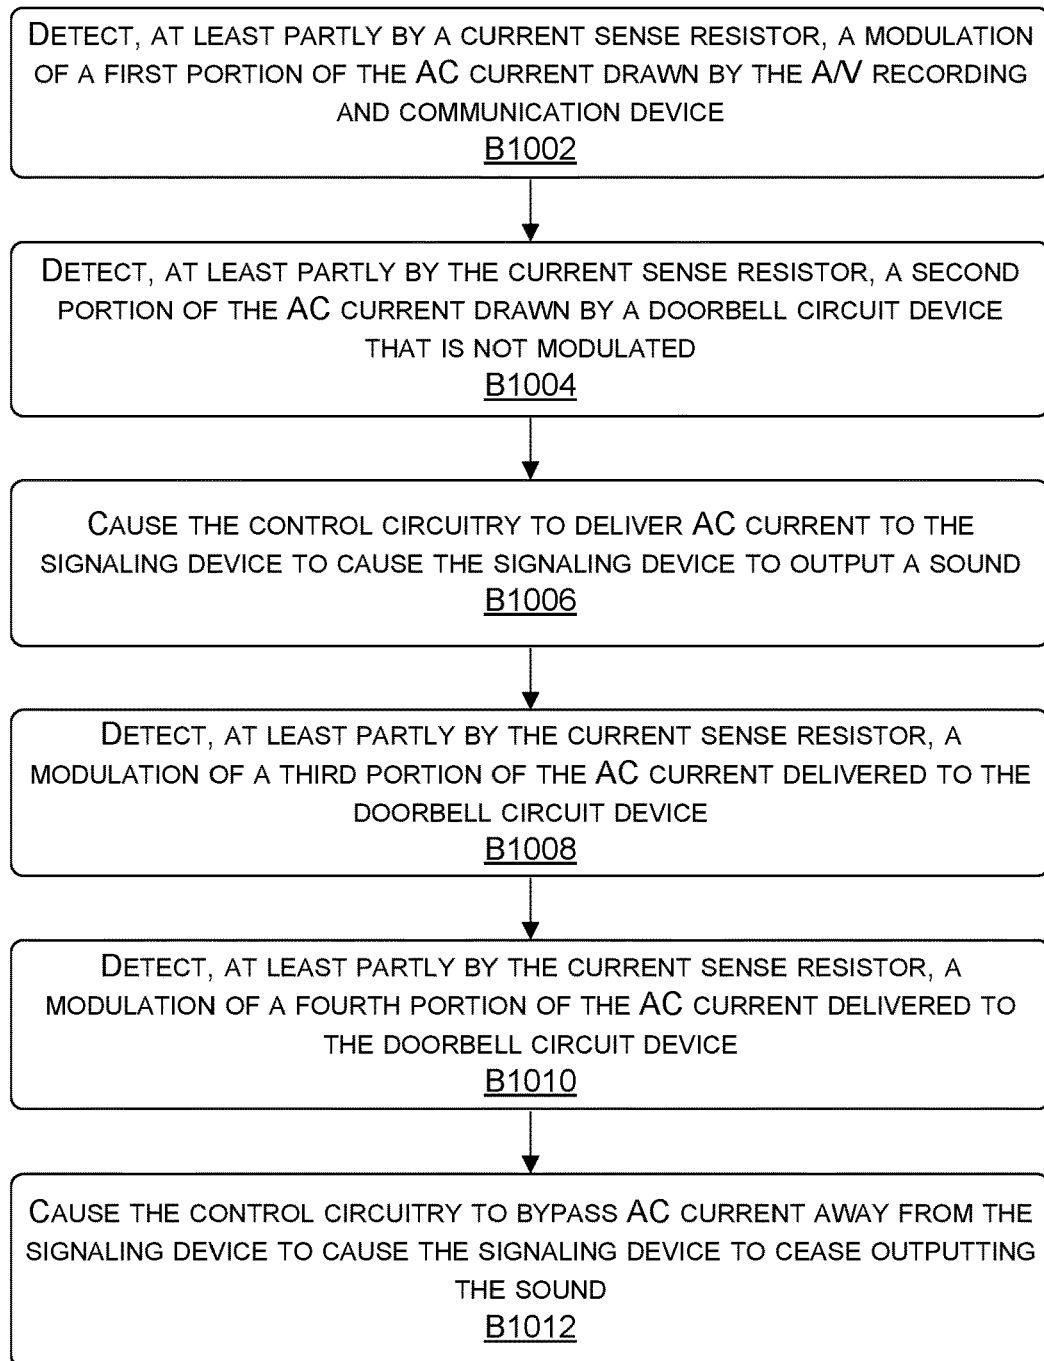 DETECT, AT LEAST PARTLY BY A CURRENT SENSE RESISTOR, A MODULATION
OF A FIRST PORTION OF THE AC CURRENT DRAWN BY THE A/V RECORDING
AND COMMUNICATION DEVICE
B1002
DETECT, AT LEAST PARTLY BY THE CURRENT SENSE RESISTOR, A SECOND
PORTION OF THE AC CURRENT DRAWN BY A DOORBELL CIRCUIT DEVICE
THAT IS NOT MODULATED
B1004
CAUSE THE CONTROL CIRCUITRY TO DELIVER AC CURRENT TO THE
SIGNALING DEVICE TO CAUSE THE SIGNALING DEVICE TO OUTPUT A SOUND
B1006
DETECT, AT LEAST PARTLY BY THE CURRENT SENSE RESISTOR, A
MODULATION OF A THIRD PORTION OF THE AC CURRENT DELIVERED TO THE
DOORBELL CIRCUIT DEVICE
B1008
DETECT, AT LEAST PARTLY BY THE CURRENT SENSE RESISTOR, A
MODULATION OF A FOURTH PORTION OF THE AC CURRENT DELIVERED TO
THE DOORBELL CIRCUIT DEVICE
B1010
CAUSE THE CONTROL CIRCUITRY TO BYPASS AC CURRENT AWAY FROM THE
SIGNALING DEVICE TO CAUSE THE SIGNALING DEVICE TO CEASE OUTPUTTING
THE SOUND
B1012